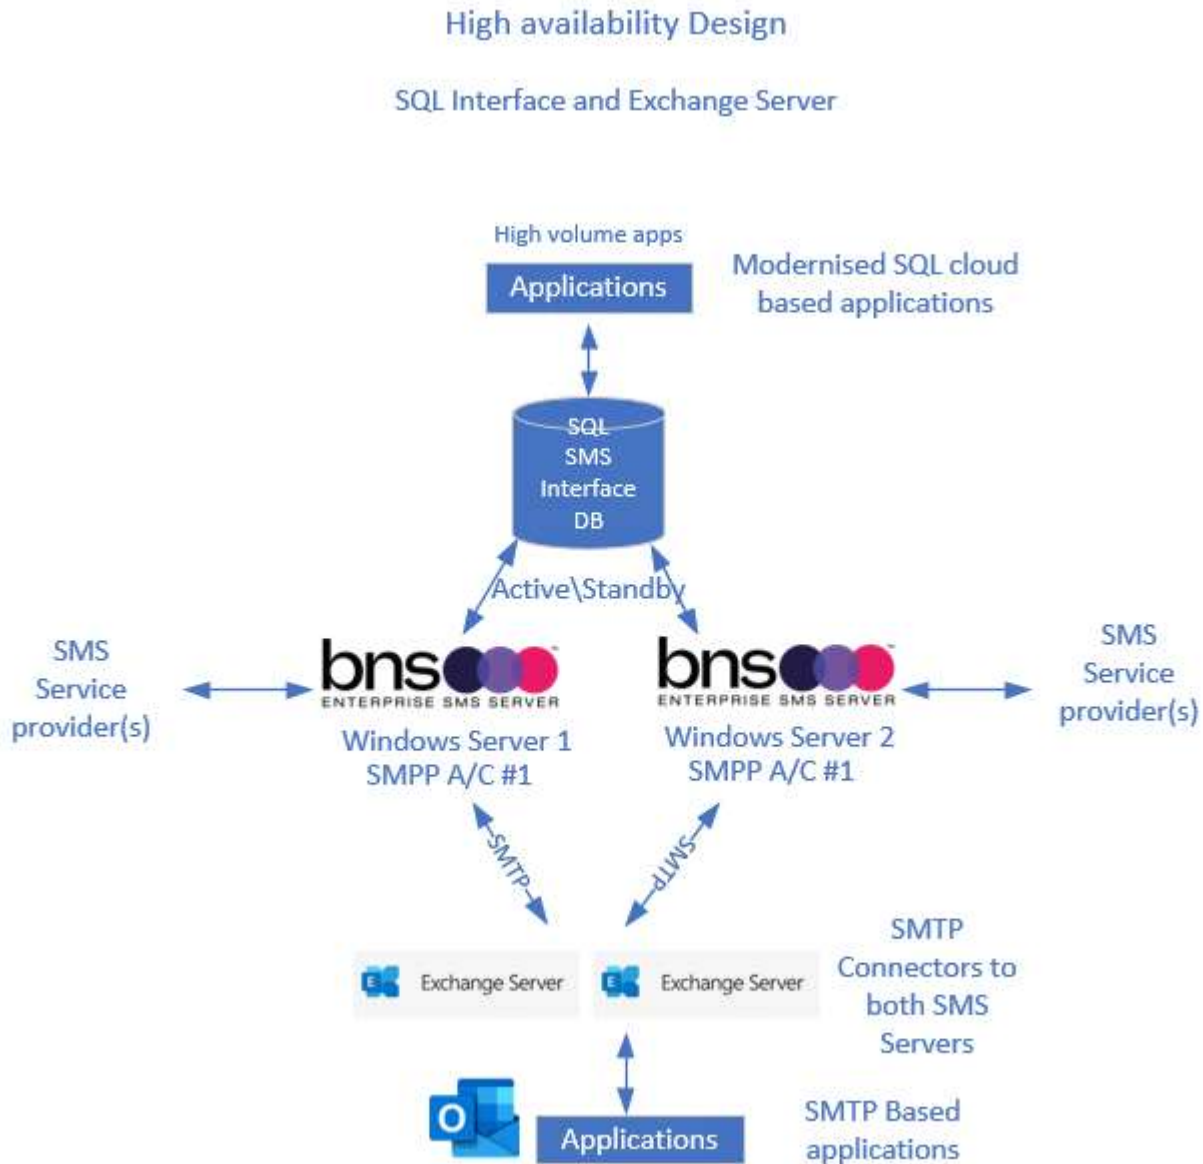 High availability Design
SQL Interface and Exchange Server
High volume apps
Applications
Modernised SQL cloud
based applications
SQL
SMS
Interface
DB
Active\Standby
SMS
Service
provider(s)
bns
ENTERPRISE SMS SERVER
Windows Server 1
SMPP A/C #1
bns
ENTERPRISE SMS SERVER
Windows Server 2
SMPP A/C #1
SMS
Service
provider(s)
SMTP
SMTP
E
Exchange Server
E
Exchange Server
SMTP
Connectors to
both SMS
Servers
O
Applications
SMTP Based
applications